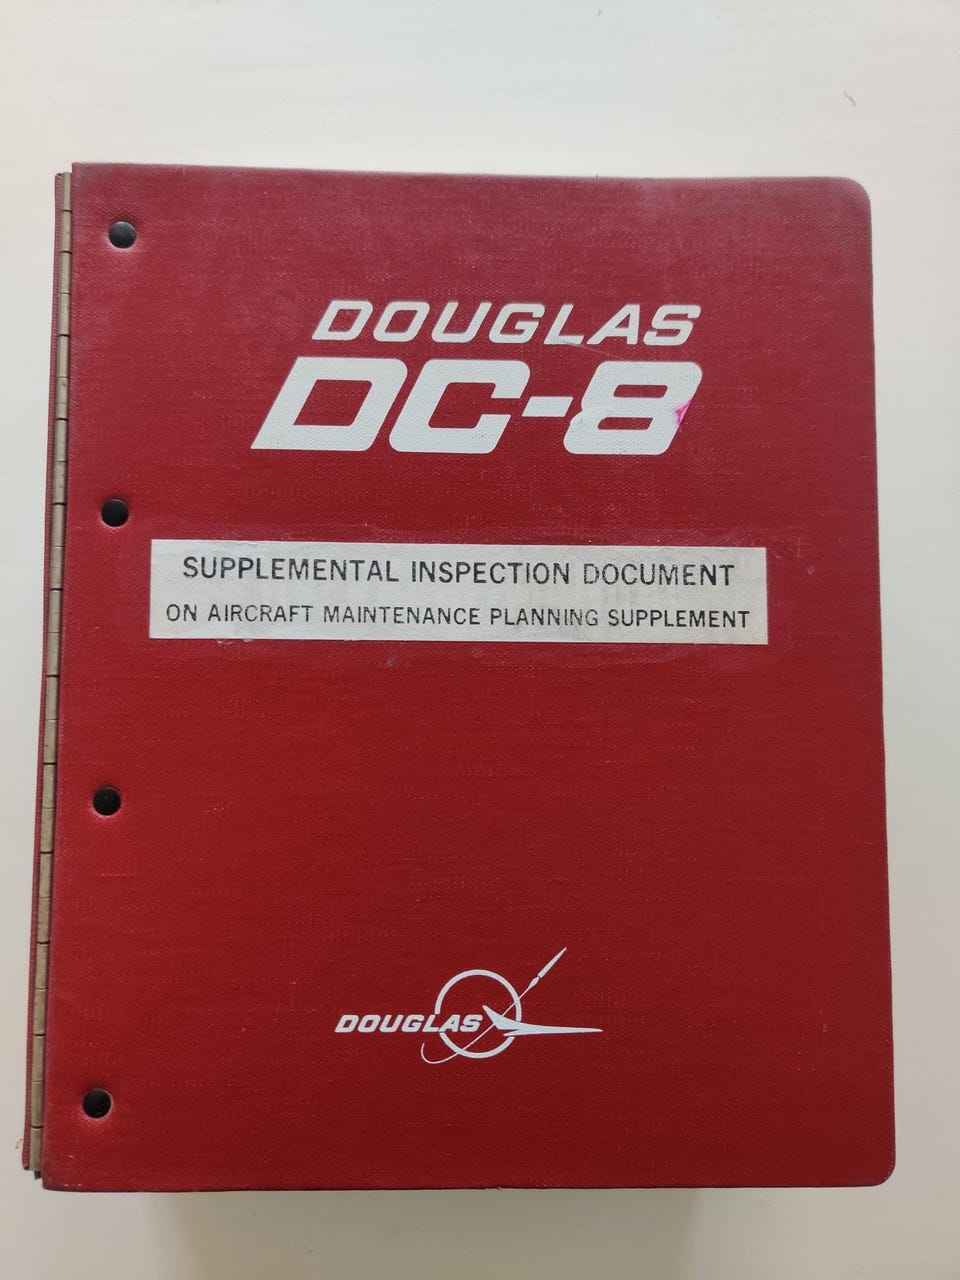 DOUGLAS
DC-8
SUPPLEMENTAL INSPECTION DOCUMENT
ON AIRCRAFT MAINTENANCE PLANNING SUPPLEMENT
DOUGLAS